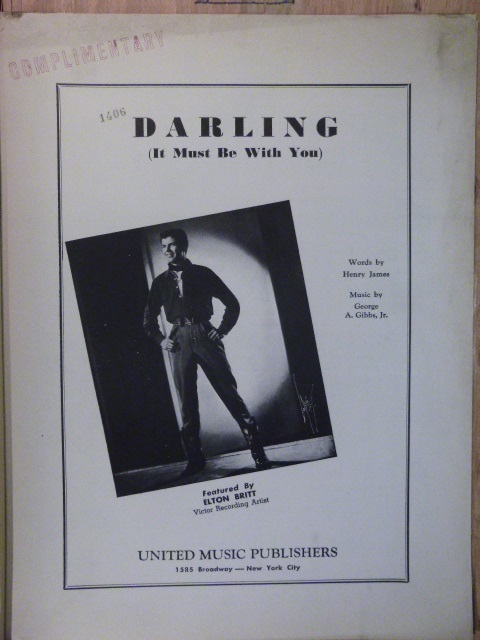 COMPLIMENTARY
1406
DARLING
(It Must Be With You)
Words by
Henry James
Music by
George
A. Gibbs, Jr.
Featured By
ELTON BRITT
Victor Recording Artist
UNITED MUSIC PUBLISHERS
1585 Broadway — New York City